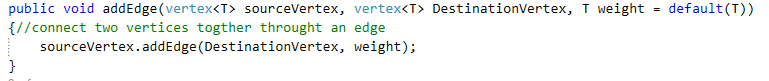 public void addEdge(vertex<T> sourceVertex, vertex<T> DestinationVertex, T weight = default(T))
{//connect two vertices togther throught an edge
sourceVertex.addEdge(DestinationVertex, weight);
}